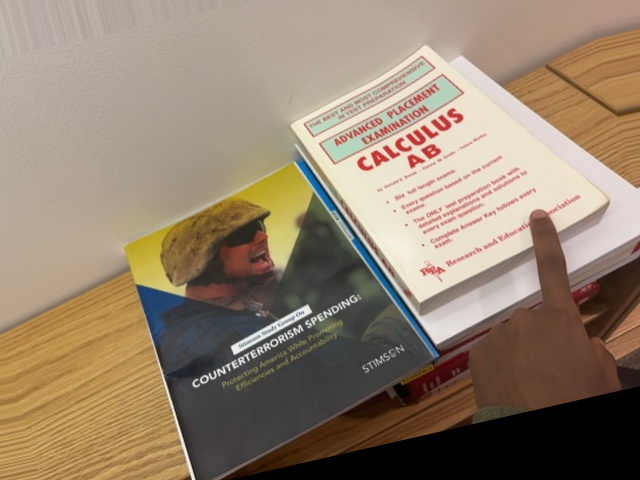 THE BEST AND MOST COMPREHENSIVE
IN TEST PREPARATION
ADVANCED PLACEMENT
EXAMINATION
CALCULUS
AB
Six full length exams.
Every question based on the current
exams.
The ONLY test preparation book with
detailed explanations and solutions to
every exam question.
Complete Answer Key follows every
exam.
REA
Research and Education Association
Stimson Study Group On
COUNTERTERRORISM SPENDING:
Protecting America While Promoting
Efficiencies and Accountability
STIMSON